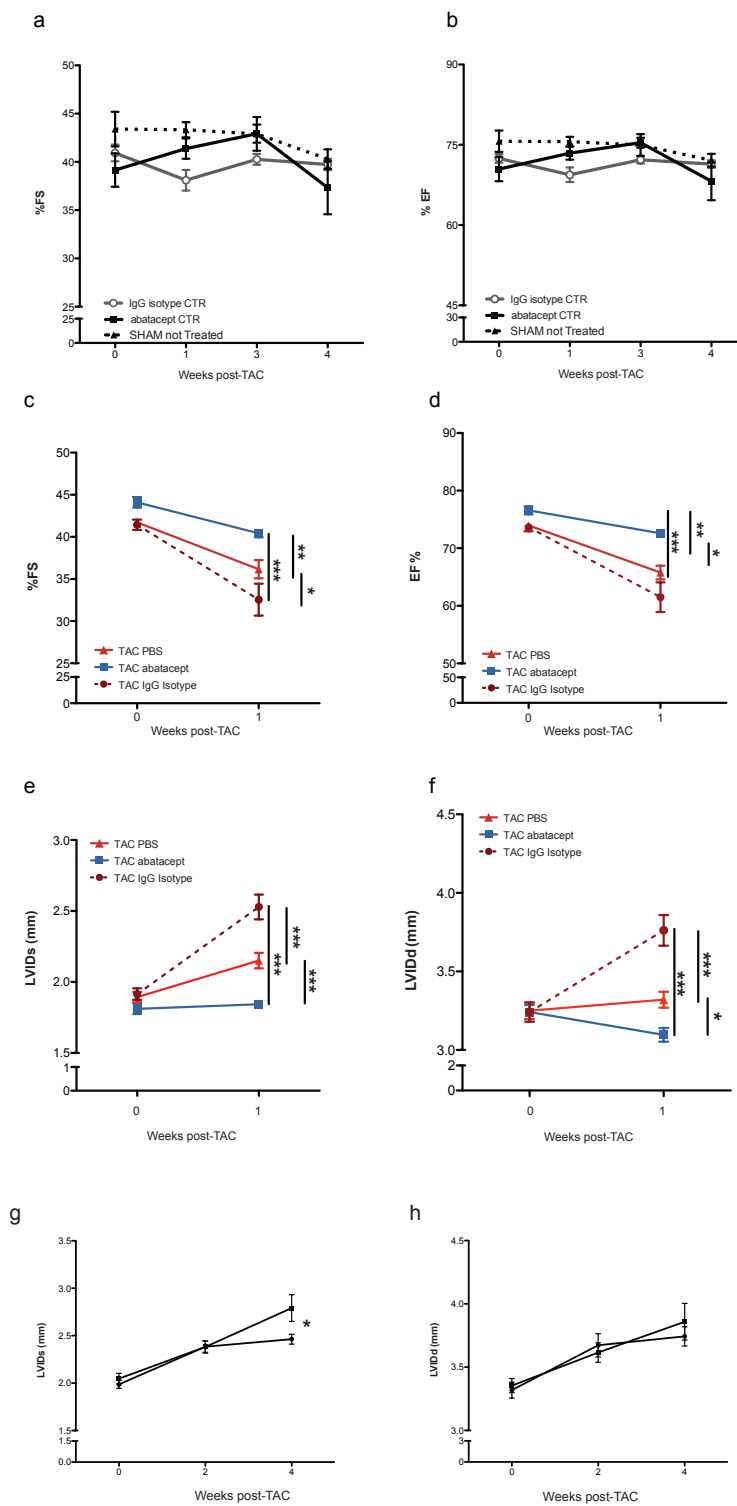 a
50
45
40
35
30
25
25
0
%FS
IgG isotype CTR
abatacept CTR
SHAM not Treated
0 1 3 4
Weeks post-TAC
b
90
75
60
45
30
0
% EF
IgG isotype CTR
abatacept CTR
SHAM not Treated
0 1 3 4
Weeks post-TAC
c
50
45
40
35
30
25
25
0
%FS
***
**
*
TAC PBS
TAC abatacept
TAC IgG Isotype
0 1
Weeks post-TAC
d
90
80
70
60
50
50
0
EF%
***
**
*
TAC PBS
TAC abatacept
TAC IgG Isotype
0 1
Weeks post-TAC
e
3.0
2.5
2.0
1.5
1
0
LVIDs (mm)
TAC PBS
TAC abatacept
TAC IgG Isotype
***
***
***
0 1
Weeks post-TAC
f
4.5
4.0
3.5
3.0
2
0
LVIDd (mm)
TAC PBS
TAC abatacept
TAC IgG Isotype
***
***
*
0 1
Weeks post-TAC
g
3.5
3.0
2.5
2.0
1.5
1.5
0.0
LVIDs (mm)
*
0 2 4
Weeks post-TAC
h
4.5
4.0
3.5
3.0
3
0
LVIDd (mm)
0 2 4
Weeks post-TAC